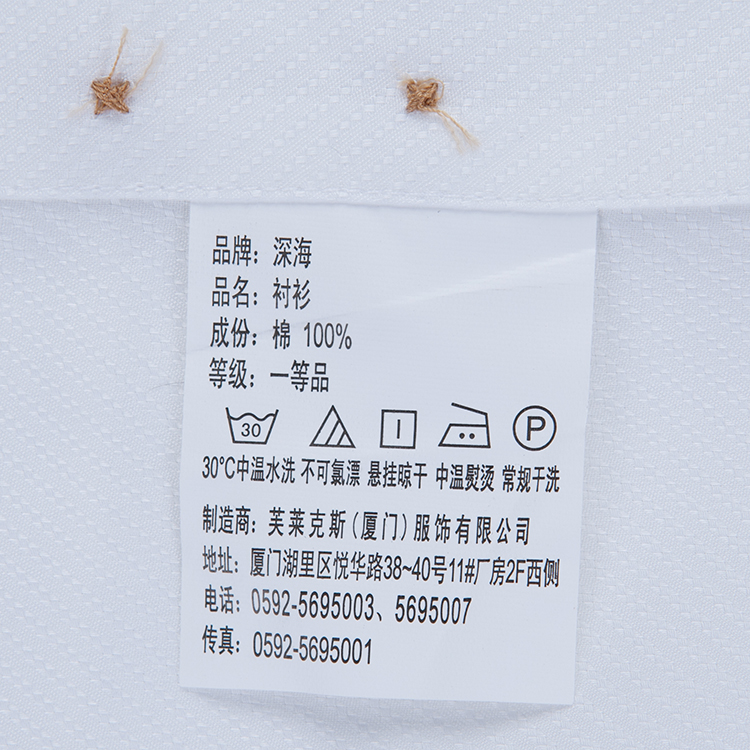 品牌：深海
品名：衬衫
成份：棉 100%
等级：一等品
30 P
30°C中温水洗 不可氯漂 悬挂晾干 中温熨烫 常规干洗
制造商：芙莱克斯(厦门)服饰有限公司
地址：厦门湖里区悦华路38~40号11#厂房2F西侧
电话：0592-5695003、5695007
传真：0592-5695001